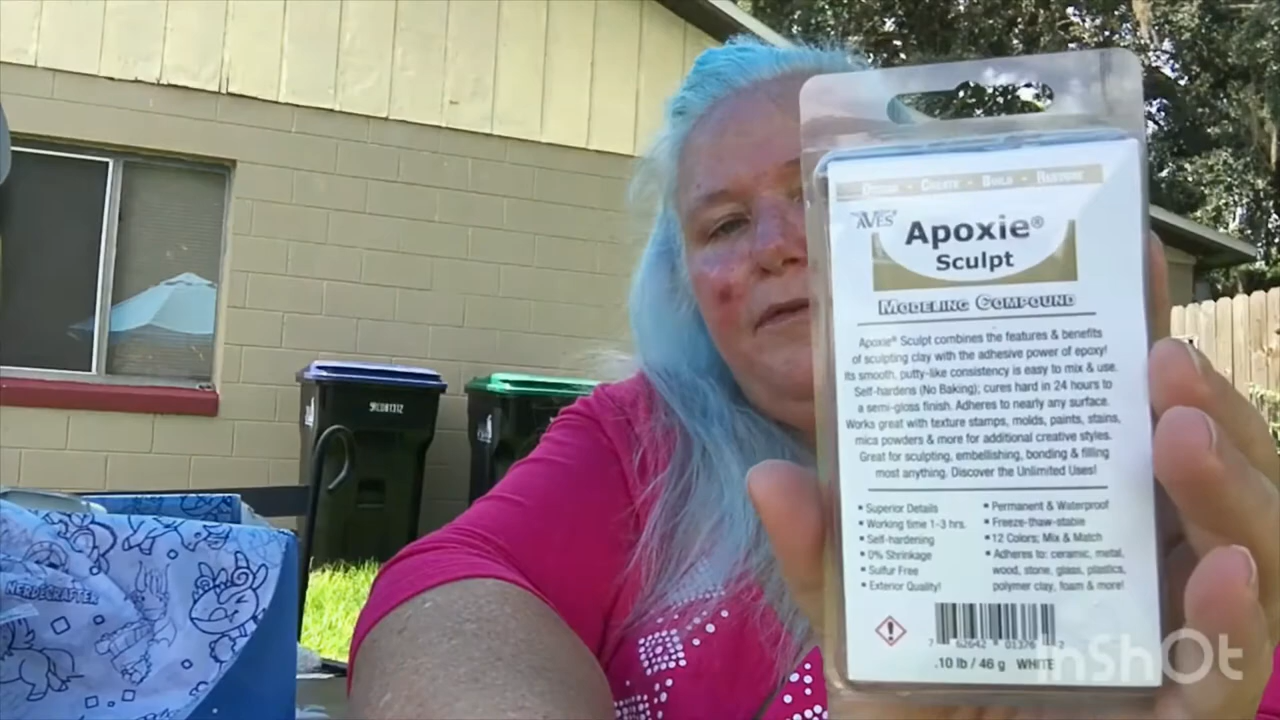 DESIGN • CREATE • BUILD • RESTORE
AVES®
Apoxie®
Sculpt
MODELING COMPOUND
Apoxie® Sculpt combines the features & benefits
of sculpting clay with the adhesive power of epoxy!
Its smooth, putty-like consistency is easy to mix & use.
Self-hardens (No Baking); cures hard in 24 hours to
a semi-gloss finish. Adheres to nearly any surface.
Works great with texture stamps, molds, paints, stains,
mica powders & more for additional creative styles.
Great for sculpting, embellishing, bonding & filling
most anything. Discover the Unlimited Uses!
• Superior Details
• Working time 1-3 hrs.
• Self-hardening
• 0% Shrinkage
• Sulfur Free
• Exterior Quality!
• Permanent & Waterproof
• Freeze-thaw-stable
• 12 Colors; Mix & Match
• Adheres to: ceramic, metal,
wood, stone, glass, plastics,
polymer clay, foam & more!
7 62642 01376 2
.10 lb / 46 g WHITE
NERDECRAFTER
InShOt